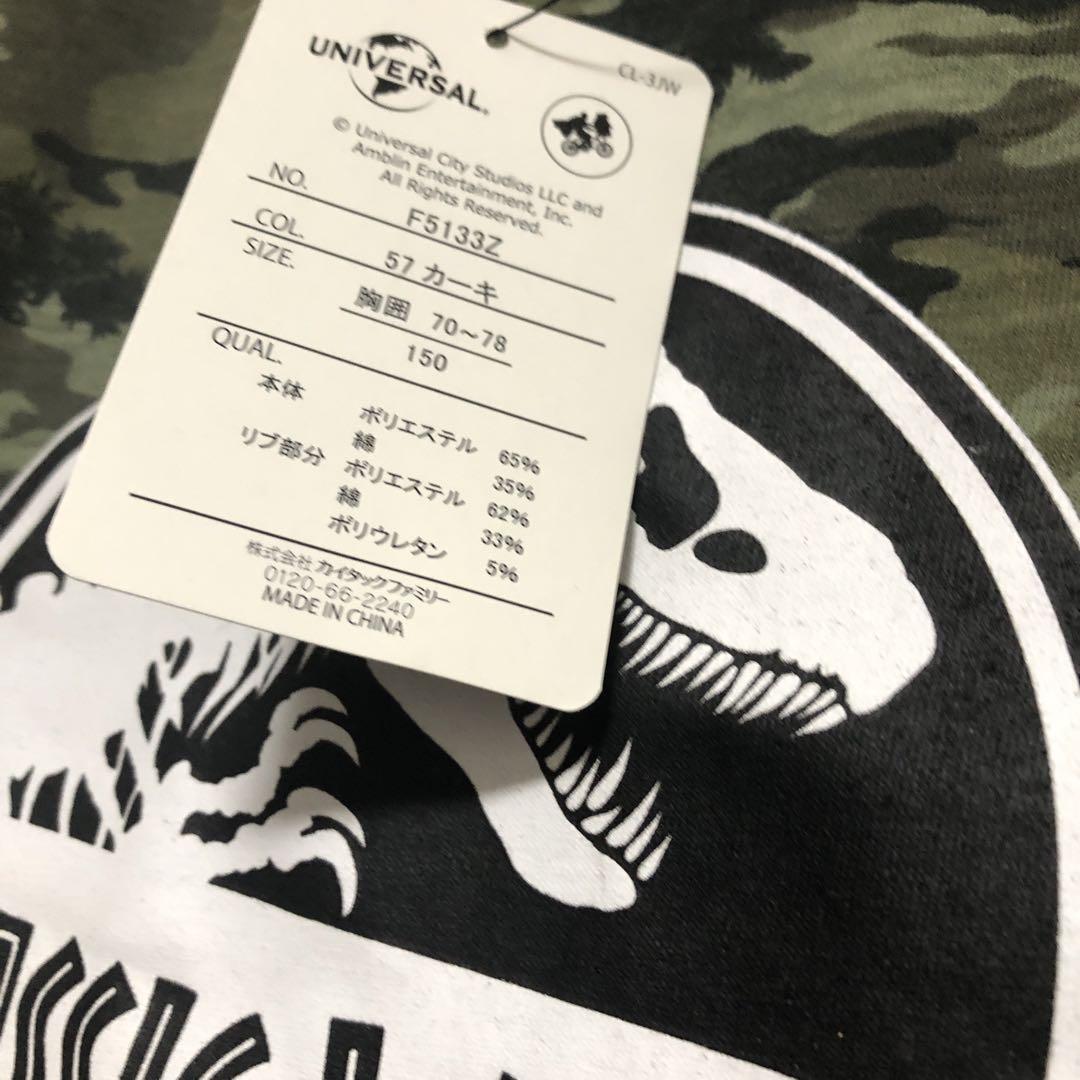 UNIVERSAL
CL-3JW
© Universal City Studios LLC and
Amblin Entertainment, Inc.
All Rights Reserved.
NO. F5133Z
COL. 57 カーキ
SIZE. 胸囲 70～78
150
QUAL.
本体 ポリエステル 65%
綿 35%
リブ部分 ポリエステル 62%
綿 33%
ポリウレタン 5%
株式会社 カイタックファミリー
0120-66-2240
MADE IN CHINA